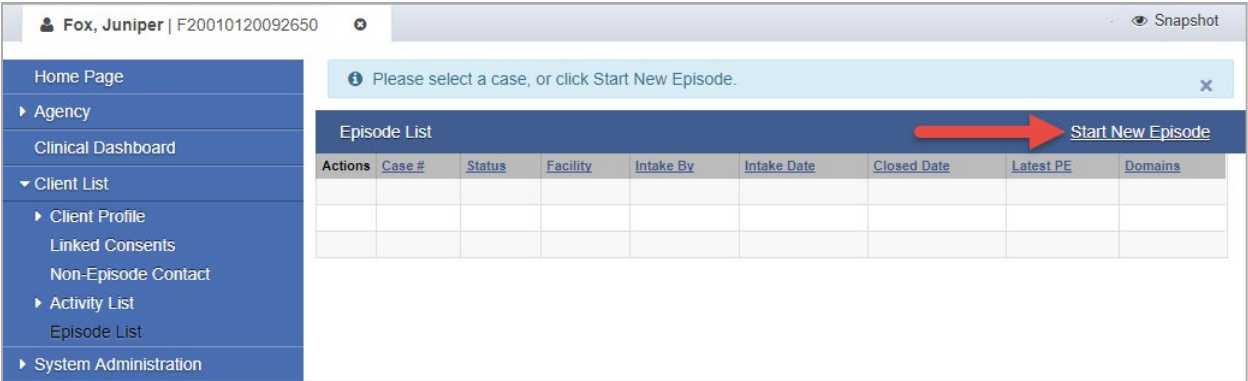 Fox, Juniper | F20010120092650
Snapshot
Home Page
Agency
Clinical Dashboard
Client List
Client Profile
Linked Consents
Non-Episode Contact
Activity List
Episode List
System Administration
Please select a case, or click Start New Episode.
Episode List
Start New Episode
Actions Case # Status Facility Intake By Intake Date Closed Date Latest PE Domains